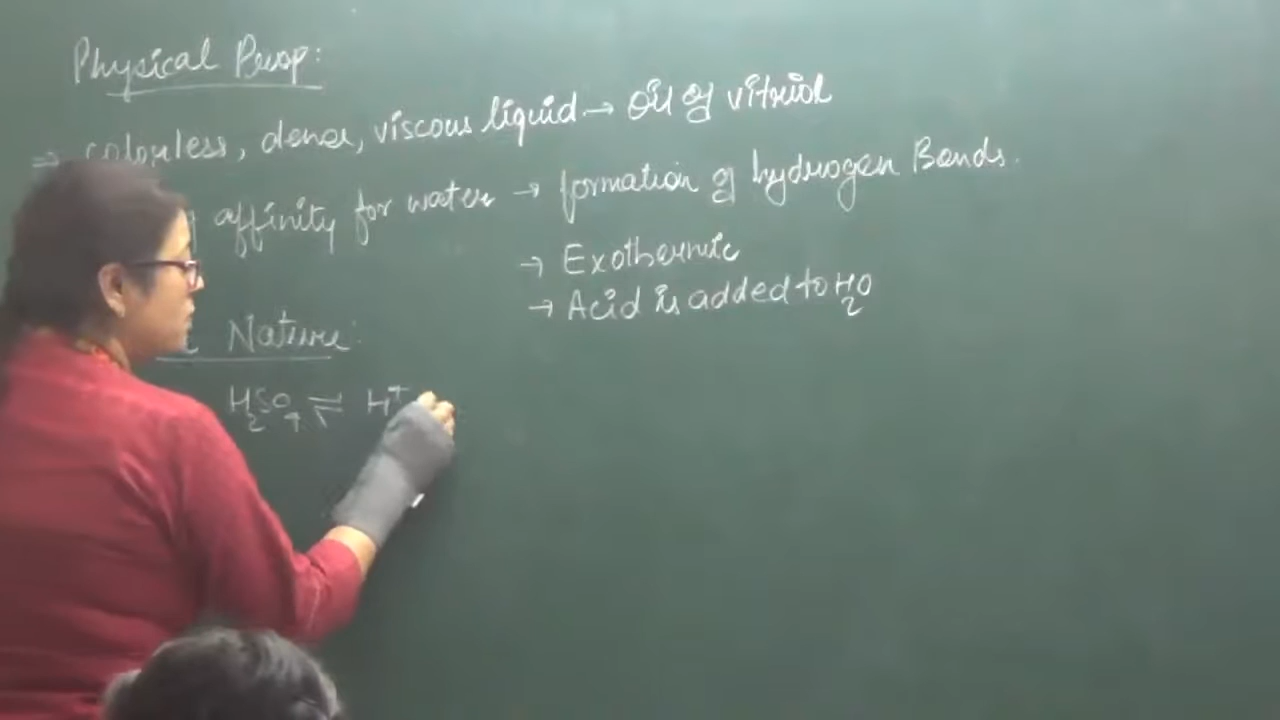 Physical Prop:
⇒ colorless, dense, viscous liquid → Oil of vitriol
affinity for water → formation of hydrogen Bonds.
→ Exothermic
→ Acid is added to H₂O
Nature:
H₂SO₄ ⇌ H⁺